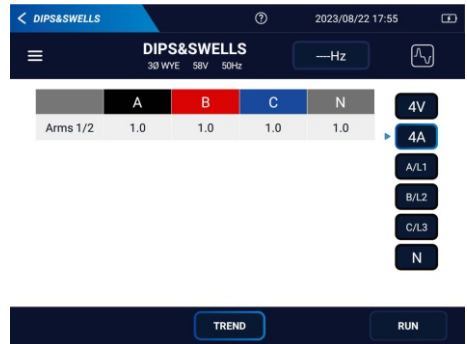 < DIPS&SWELLS ? 2023/08/22 17:55
DIPS&SWELLS
3Ø WYE 58V 50Hz
---Hz
A B C N
Arms 1/2 1.0 1.0 1.0 1.0
4V
4A
A/L1
B/L2
C/L3
N
TREND RUN